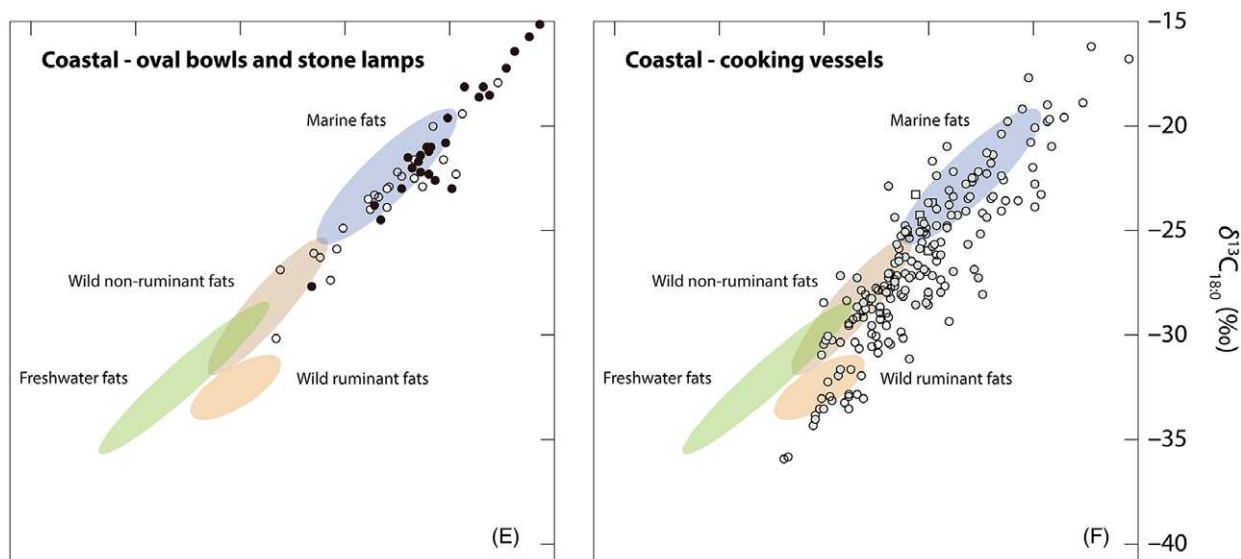 Coastal - oval bowls and stone lamps
Marine fats
Wild non-ruminant fats
Freshwater fats
Wild ruminant fats
(E)
Coastal - cooking vessels
Marine fats
Wild non-ruminant fats
Freshwater fats
Wild ruminant fats
(F)
−15
−20
−25
−30
−35
−40
δ¹³C₁₈:₀ (‰)